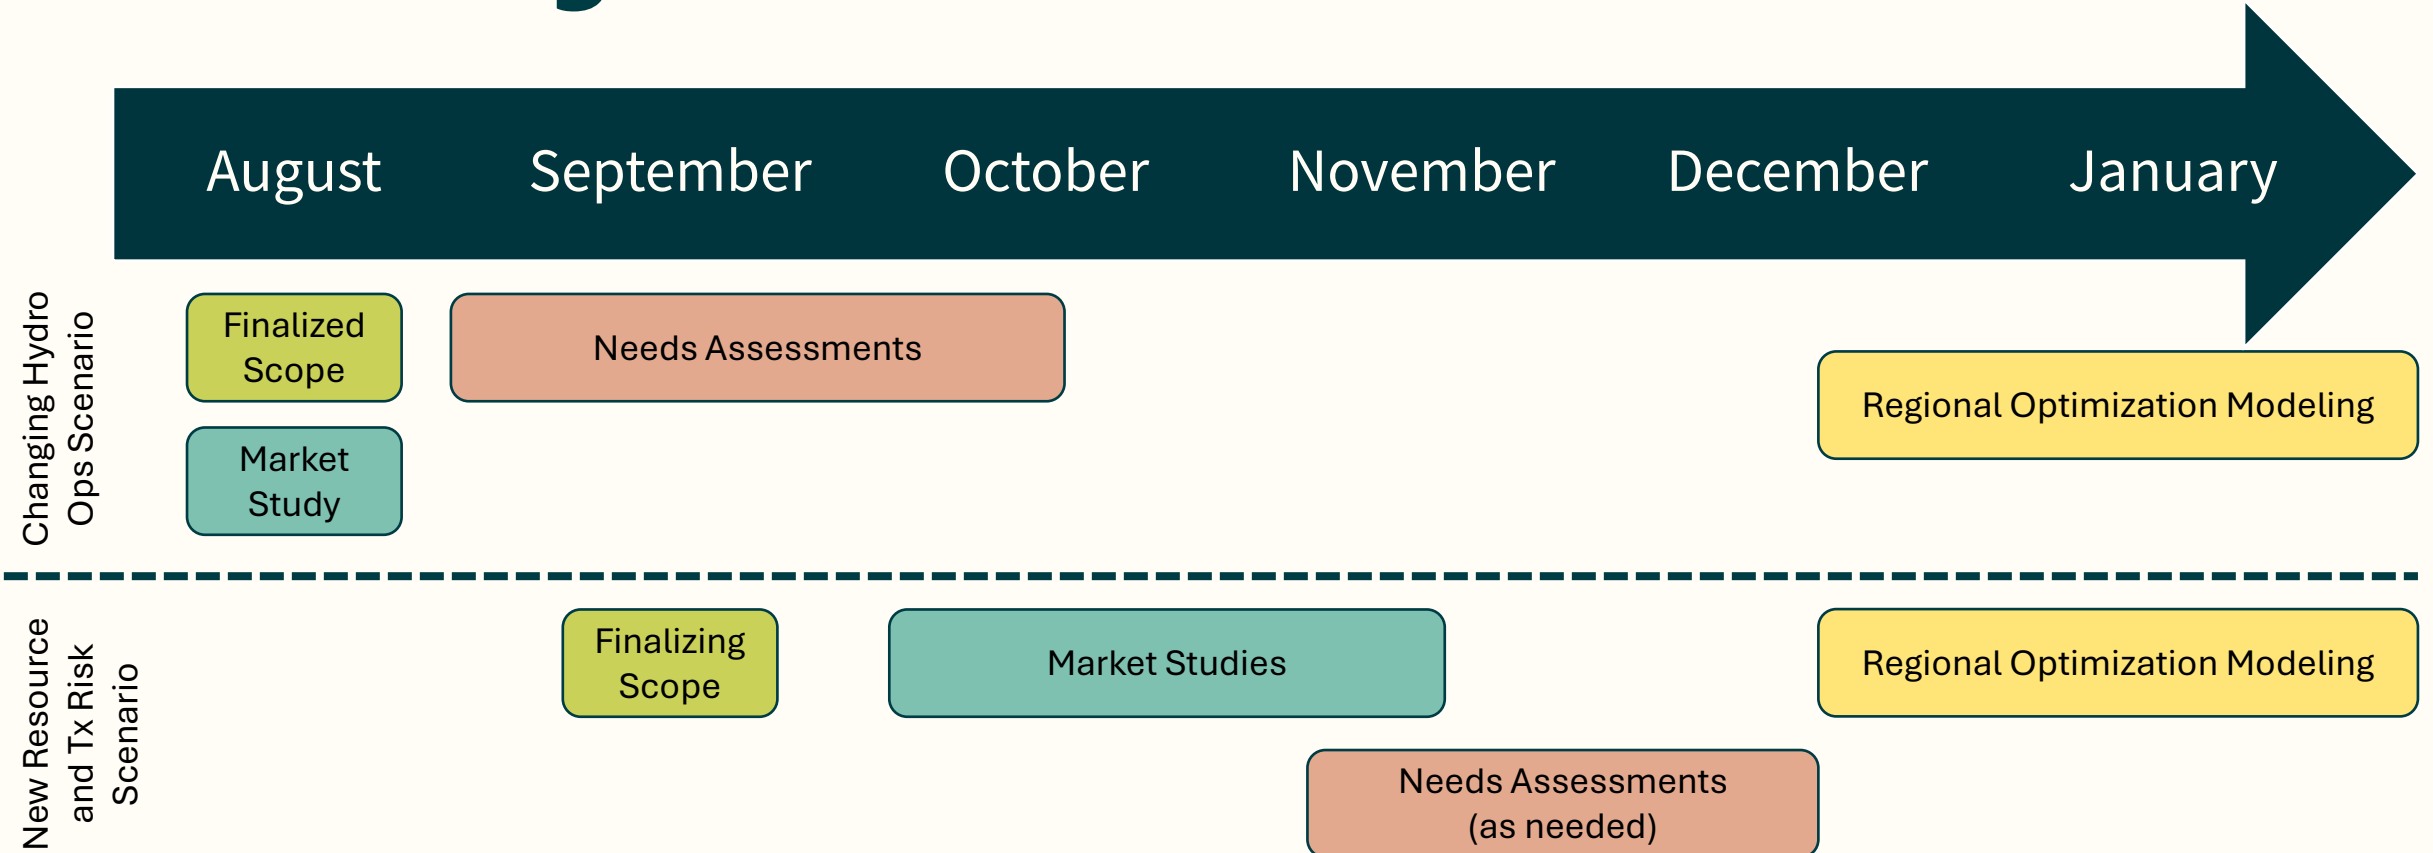 August September October November December January
Changing Hydro
Ops Scenario
Finalized
Scope
Needs Assessments
Market
Study
Regional Optimization Modeling
New Resource
and Tx Risk
Scenario
Finalizing
Scope
Market Studies
Regional Optimization Modeling
Needs Assessments
(as needed)